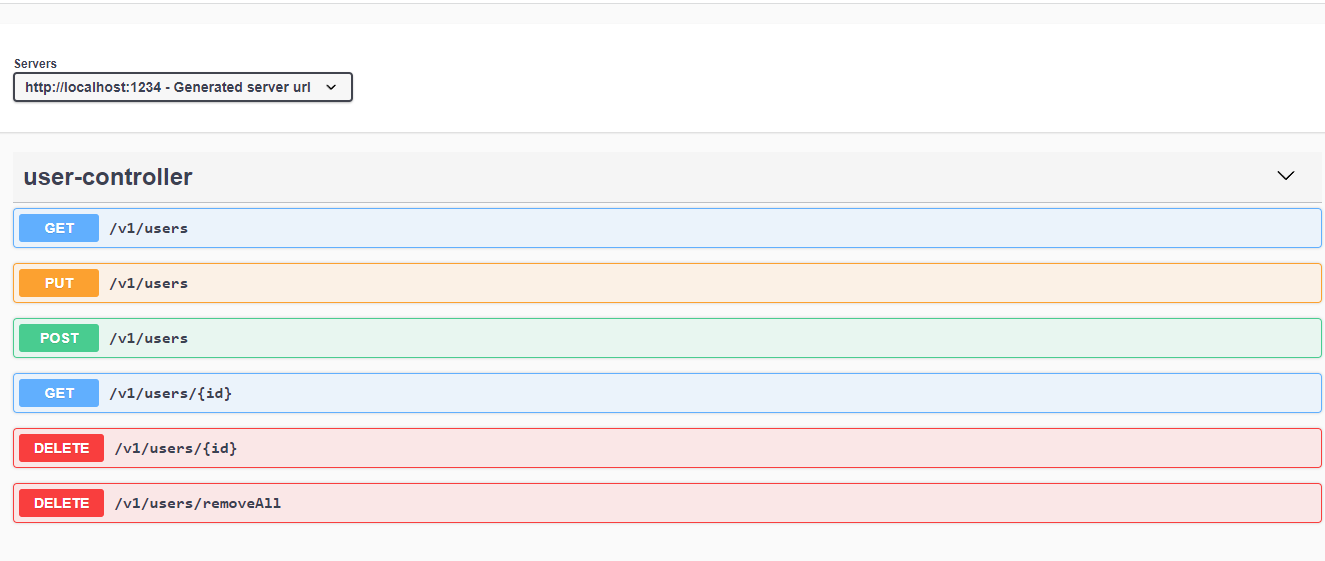 Servers
http://localhost:1234 - Generated server url
user-controller
GET /v1/users
PUT /v1/users
POST /v1/users
GET /v1/users/{id}
DELETE /v1/users/{id}
DELETE /v1/users/removeAll